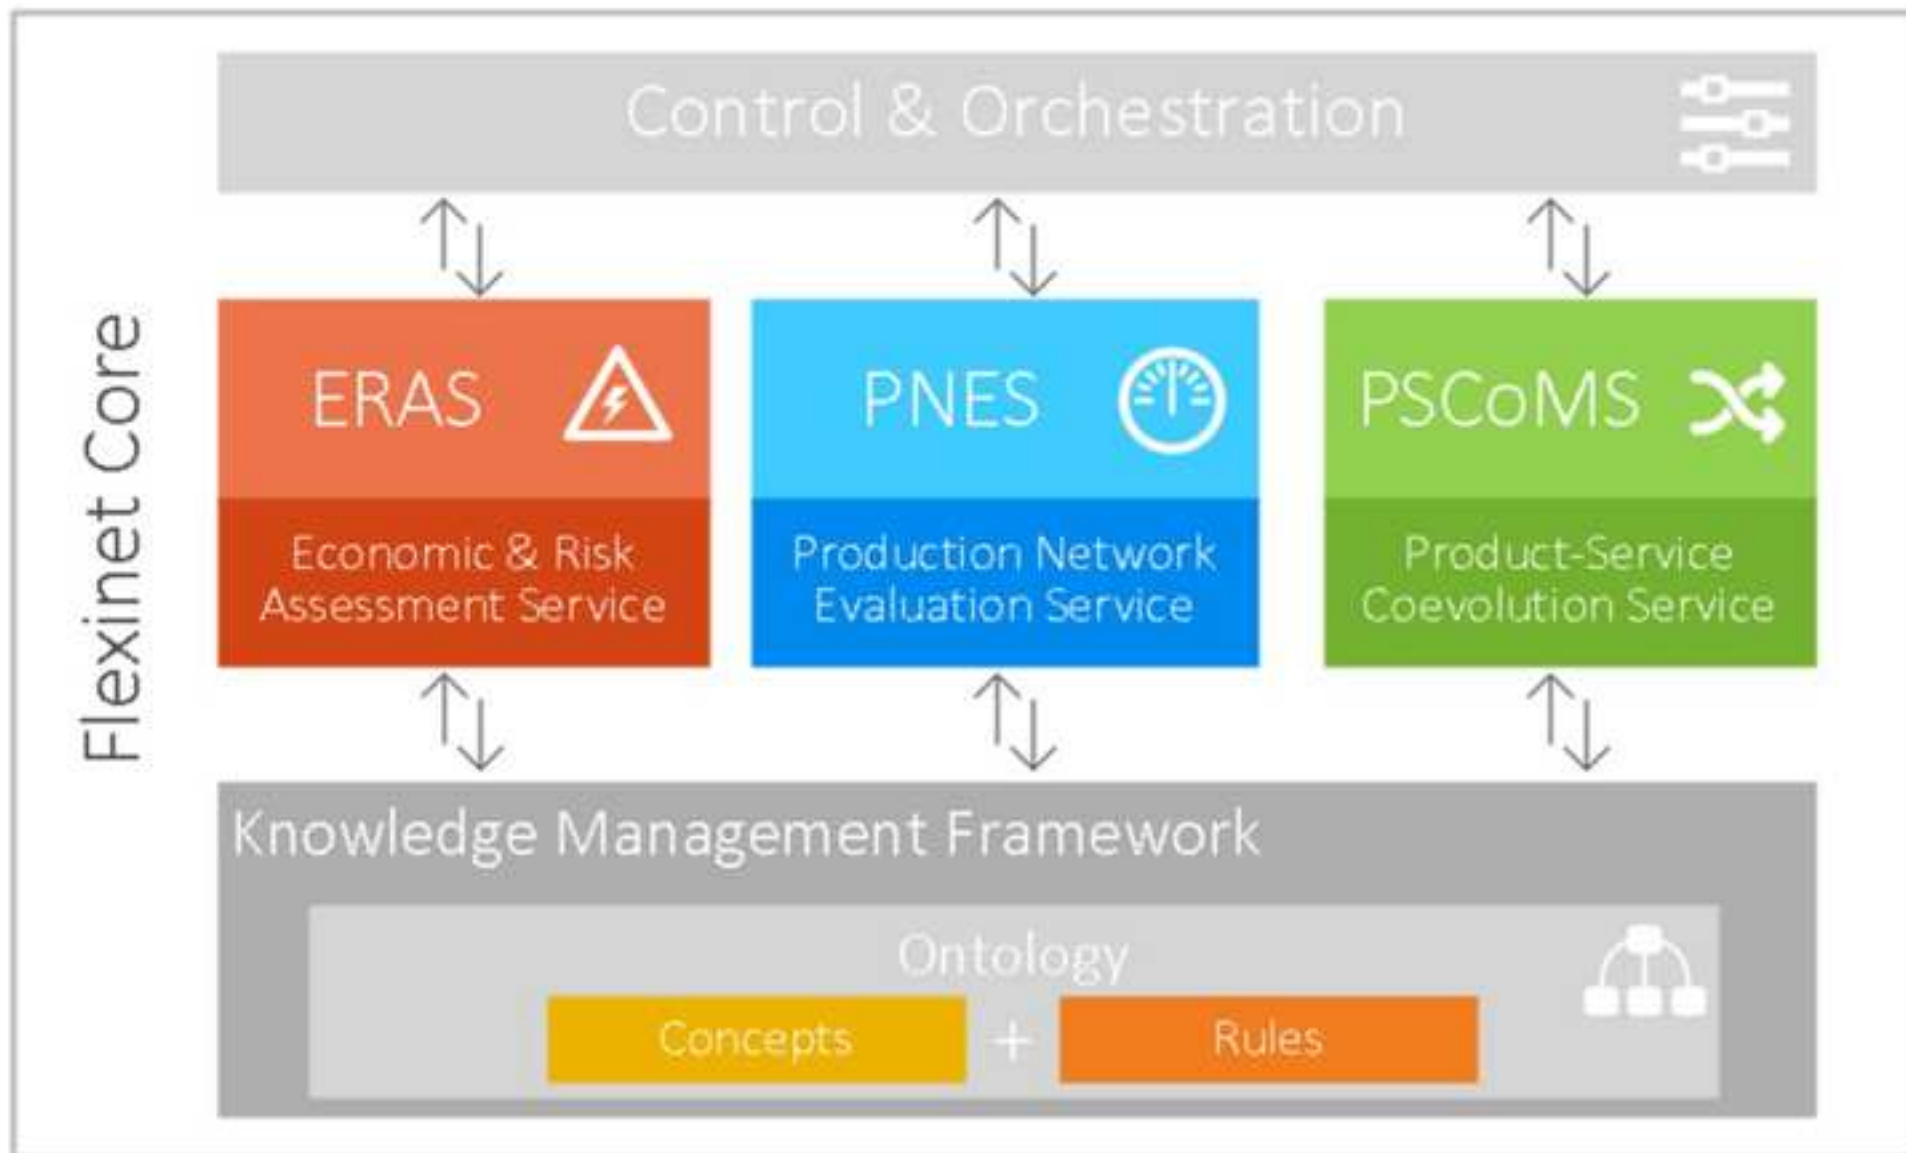 Flexinet Core
Control & Orchestration
ERAS
Economic & Risk
Assessment Service
PNES
Production Network
Evaluation Service
PSCoMS
Product-Service
Coevolution Service
Knowledge Management Framework
Ontology
Concepts + Rules